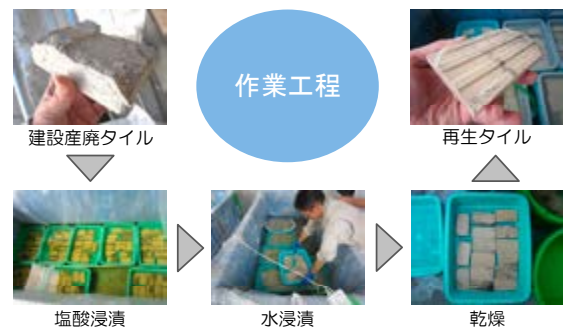 作業工程
建設産廃タイル
再生タイル
塩酸浸漬
水浸漬
乾燥